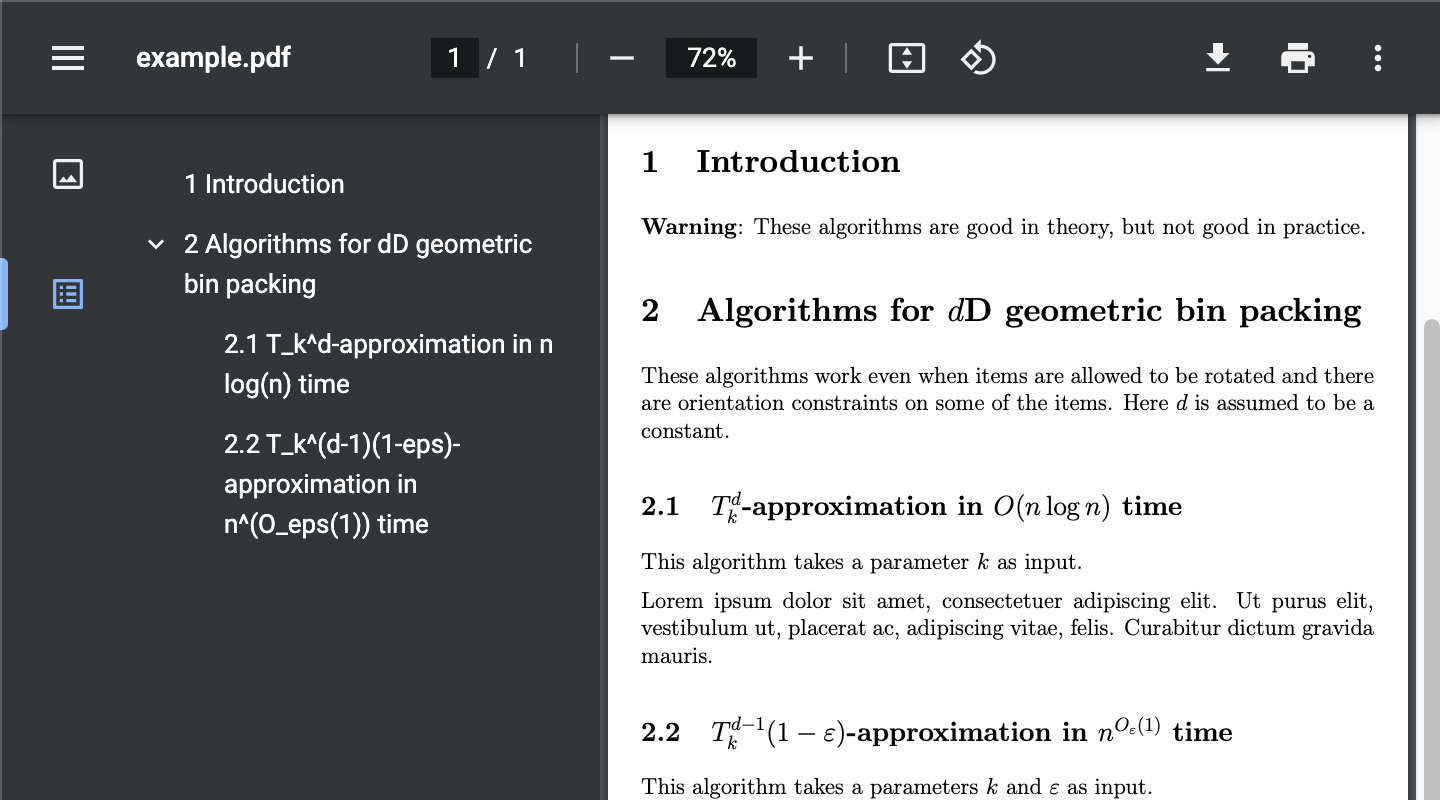 example.pdf
1 / 1
72%
1 Introduction
2 Algorithms for dD geometric
bin packing
2.1 T_k^d-approximation in n
log(n) time
2.2 T_k^(d-1)(1-eps)-
approximation in
n^(O_eps(1)) time
1 Introduction
Warning: These algorithms are good in theory, but not good in practice.
2 Algorithms for dD geometric bin packing
These algorithms work even when items are allowed to be rotated and there
are orientation constraints on some of the items. Here d is assumed to be a
constant.
2.1 T_k^d-approximation in O(n log n) time
This algorithm takes a parameter k as input.
Lorem ipsum dolor sit amet, consectetuer adipiscing elit. Ut purus elit,
vestibulum ut, placerat ac, adipiscing vitae, felis. Curabitur dictum gravida
mauris.
2.2 T_k^{d−1}(1 − ε)-approximation in n^{O_ε(1)} time
This algorithm takes a parameters k and ε as input.